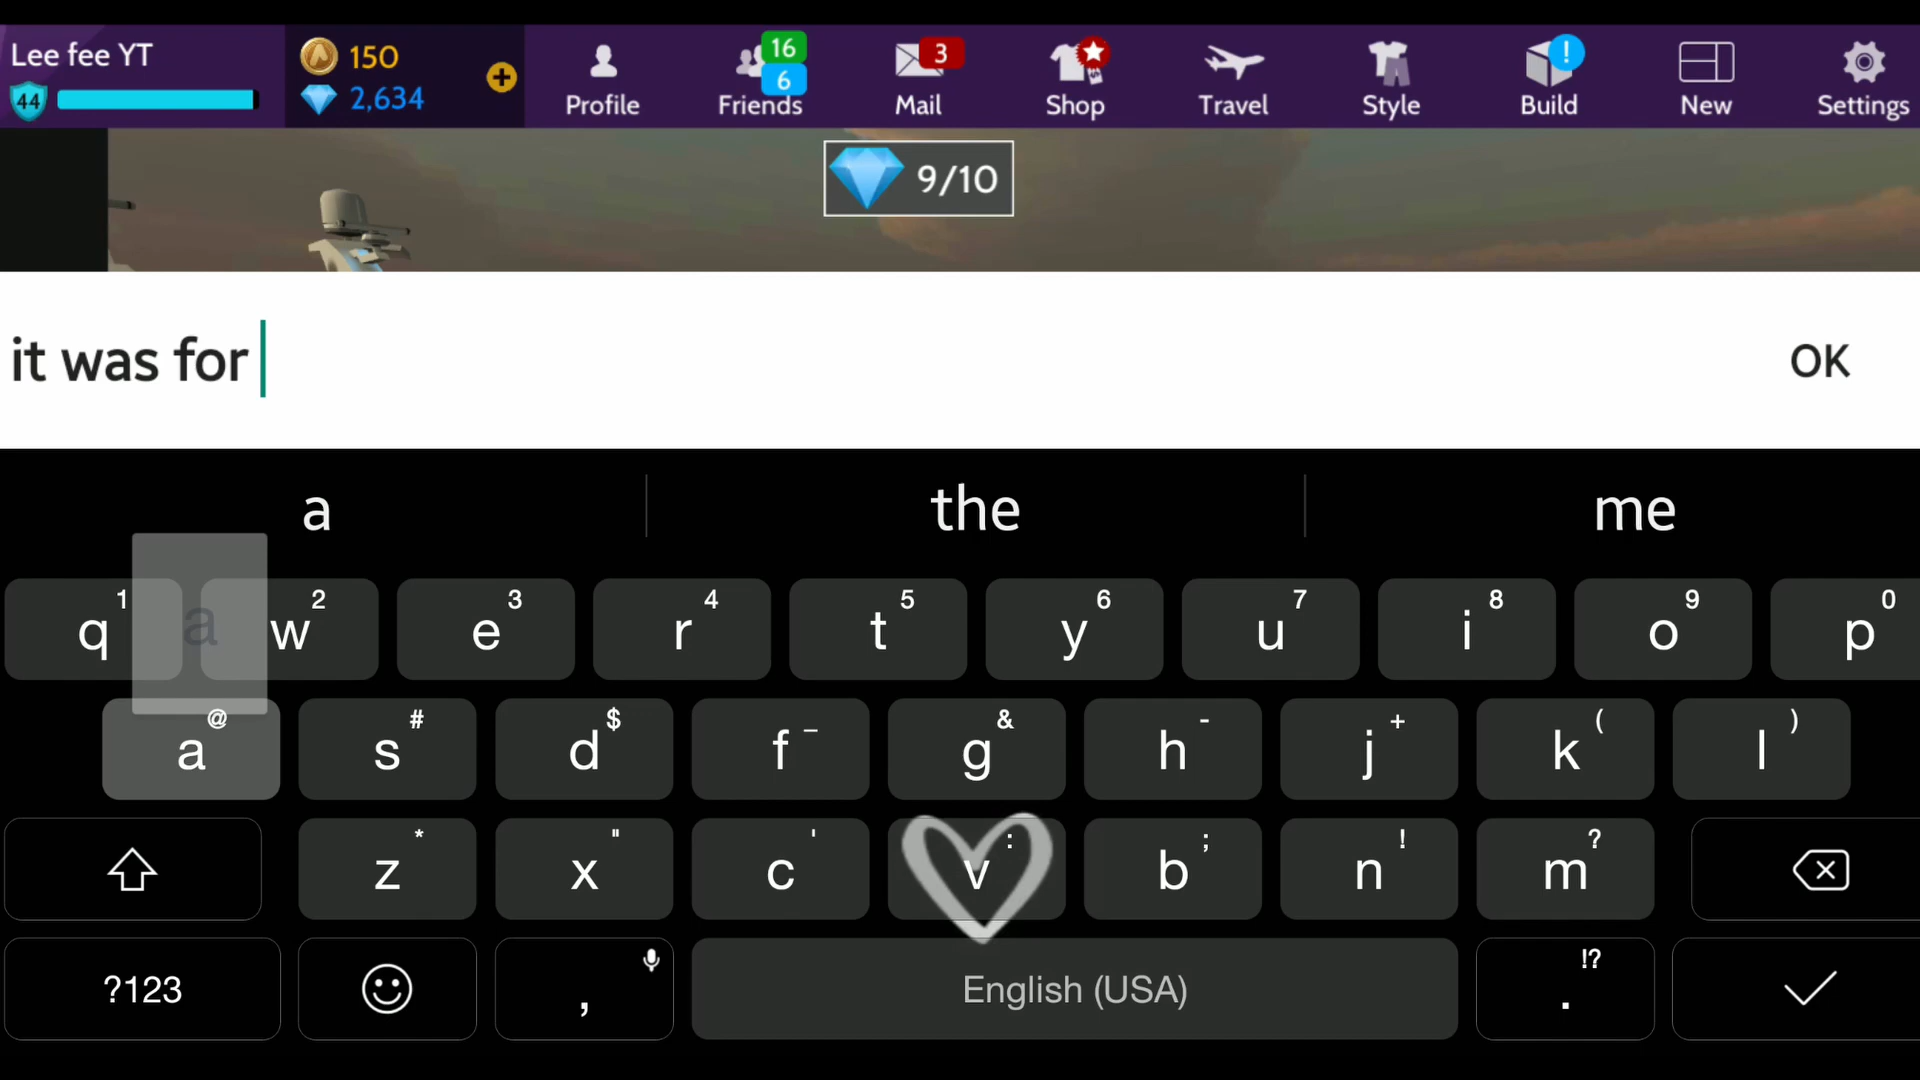 Lee fee YT
44
150
2,634
Profile
16
6
Friends
3
Mail
Shop
Travel
Style
!
Build
New
Settings
9/10
it was for
OK
a the me
a
q 1 w 2 e 3 r 4 t 5 y 6 u 7 i 8 o 9 p 0
a @ s # d $ f _ g & h - j + k ( l )
z * x " c ' v : b ; n ! m ?
?123 , English (USA) . !?